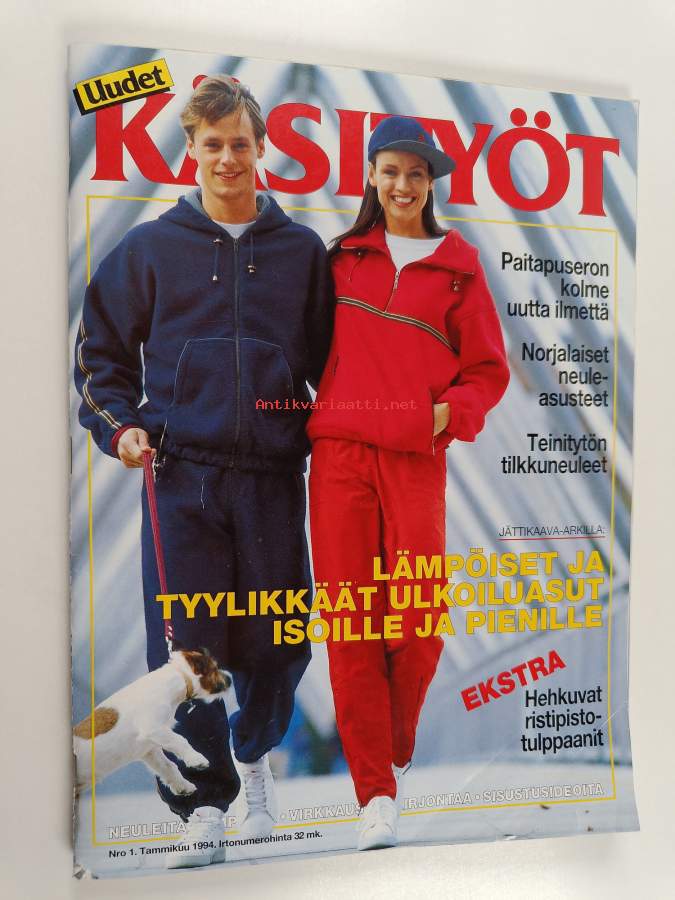 Uudet
KÄSITYÖT
Paitapuseron
kolme
uutta ilmettä
Norjalaiset
neule-
asusteet
Teinitytön
tilkkuneuleet
Antikvariaatti.net
JÄTTIKAAVA-ARKILLA:
LÄMPÖISET JA
TYYLIKKÄÄT ULKOILUASUT
ISOILLE JA PIENILLE
EKSTRA
Hehkuvat
ristipisto-
tulppaanit
NEULEITA • VIRKKAUS • SISUSTUSIDEOITA
Nro 1. Tammikuu 1994. Irtonumerohinta 32 mk.